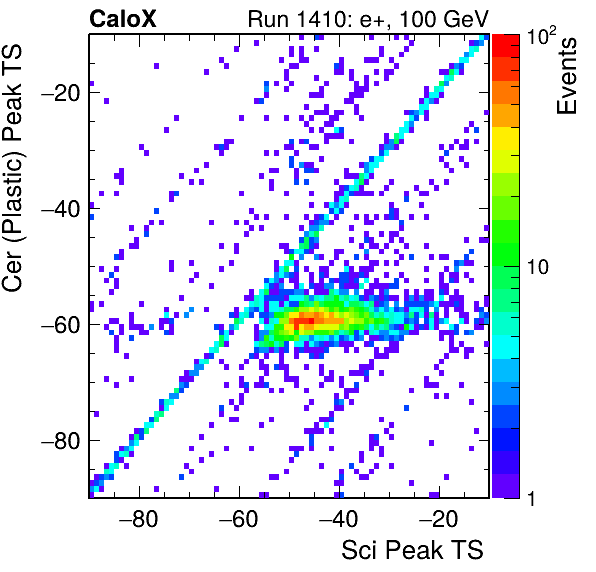 CaloX Run 1410: e+, 100 GeV
Cer (Plastic) Peak TS
−20
−40
−60
−80
−80 −60 −40 −20
Sci Peak TS
10²
10
1
Events